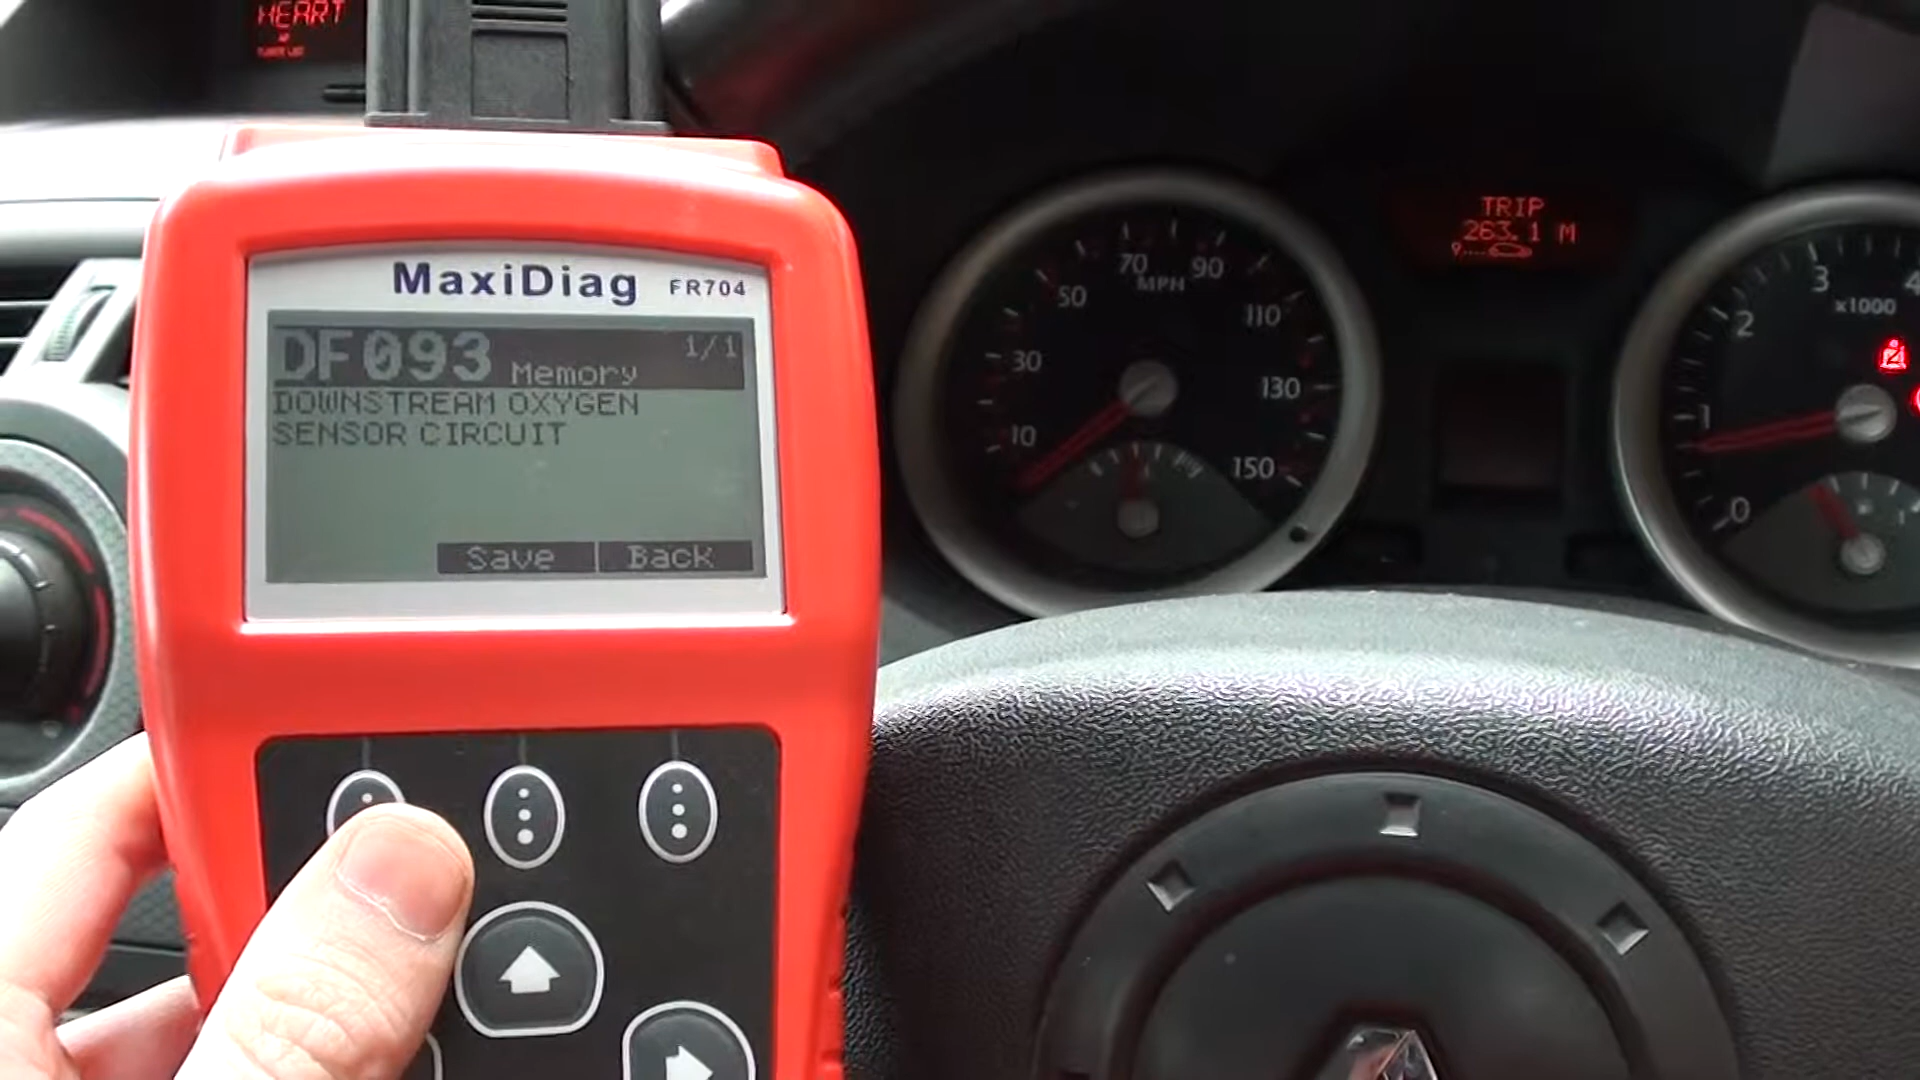 HEART
MaxiDiag FR704
DF093 Memory 1/1
DOWNSTREAM OXYGEN
SENSOR CIRCUIT
Save Back
TRIP
263.1 M
10 30 50 70 90 110 130 150
MPH
0 1 2 3 4
x1000